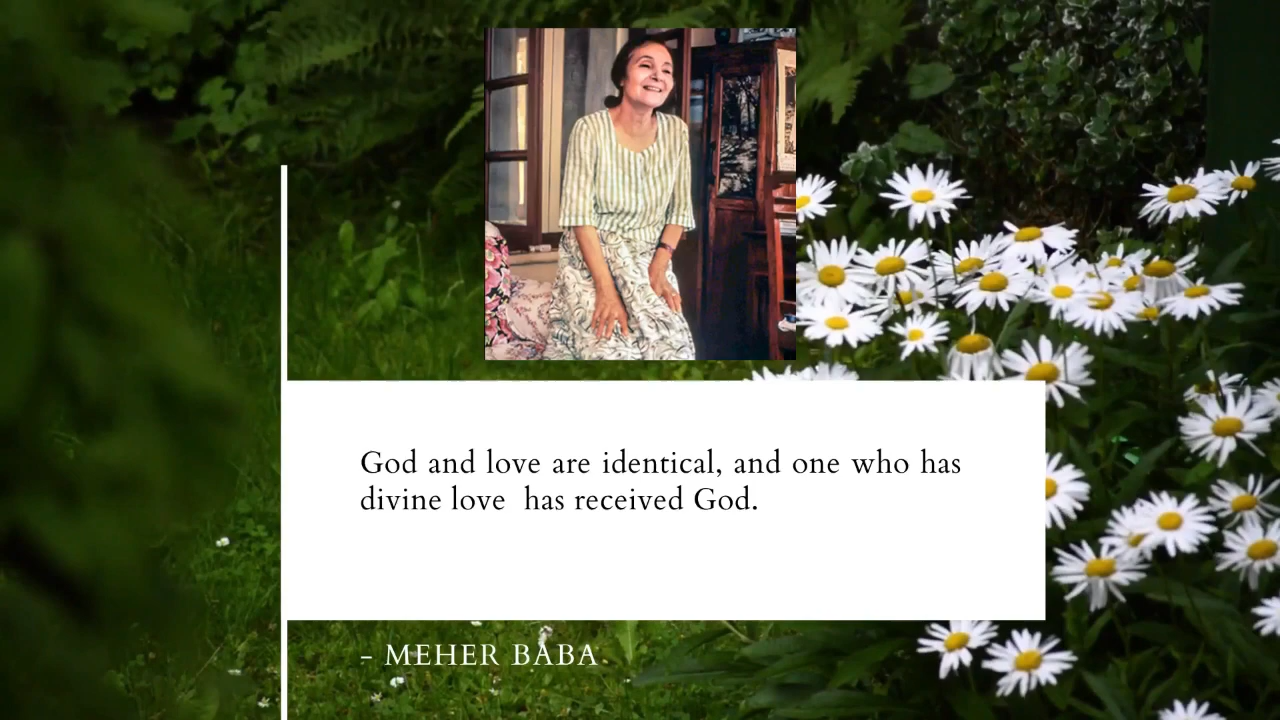 God and love are identical, and one who has
divine love  has received God.
- MEHER BABA